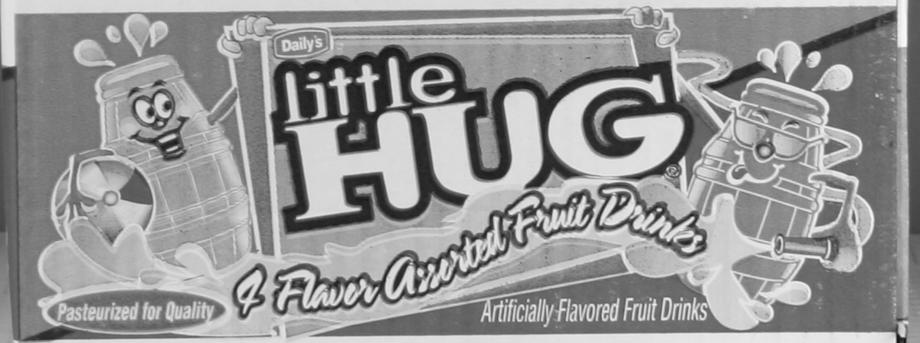 Daily's
little
HUG®
4 Flavor Assorted Fruit Drinks
Pasteurized for Quality
Artificially Flavored Fruit Drinks